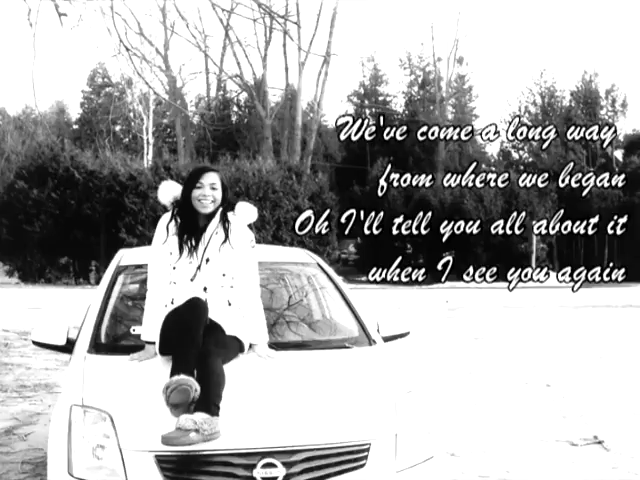 We've come a long way
from where we began
Oh I'll tell you all about it
when I see you again